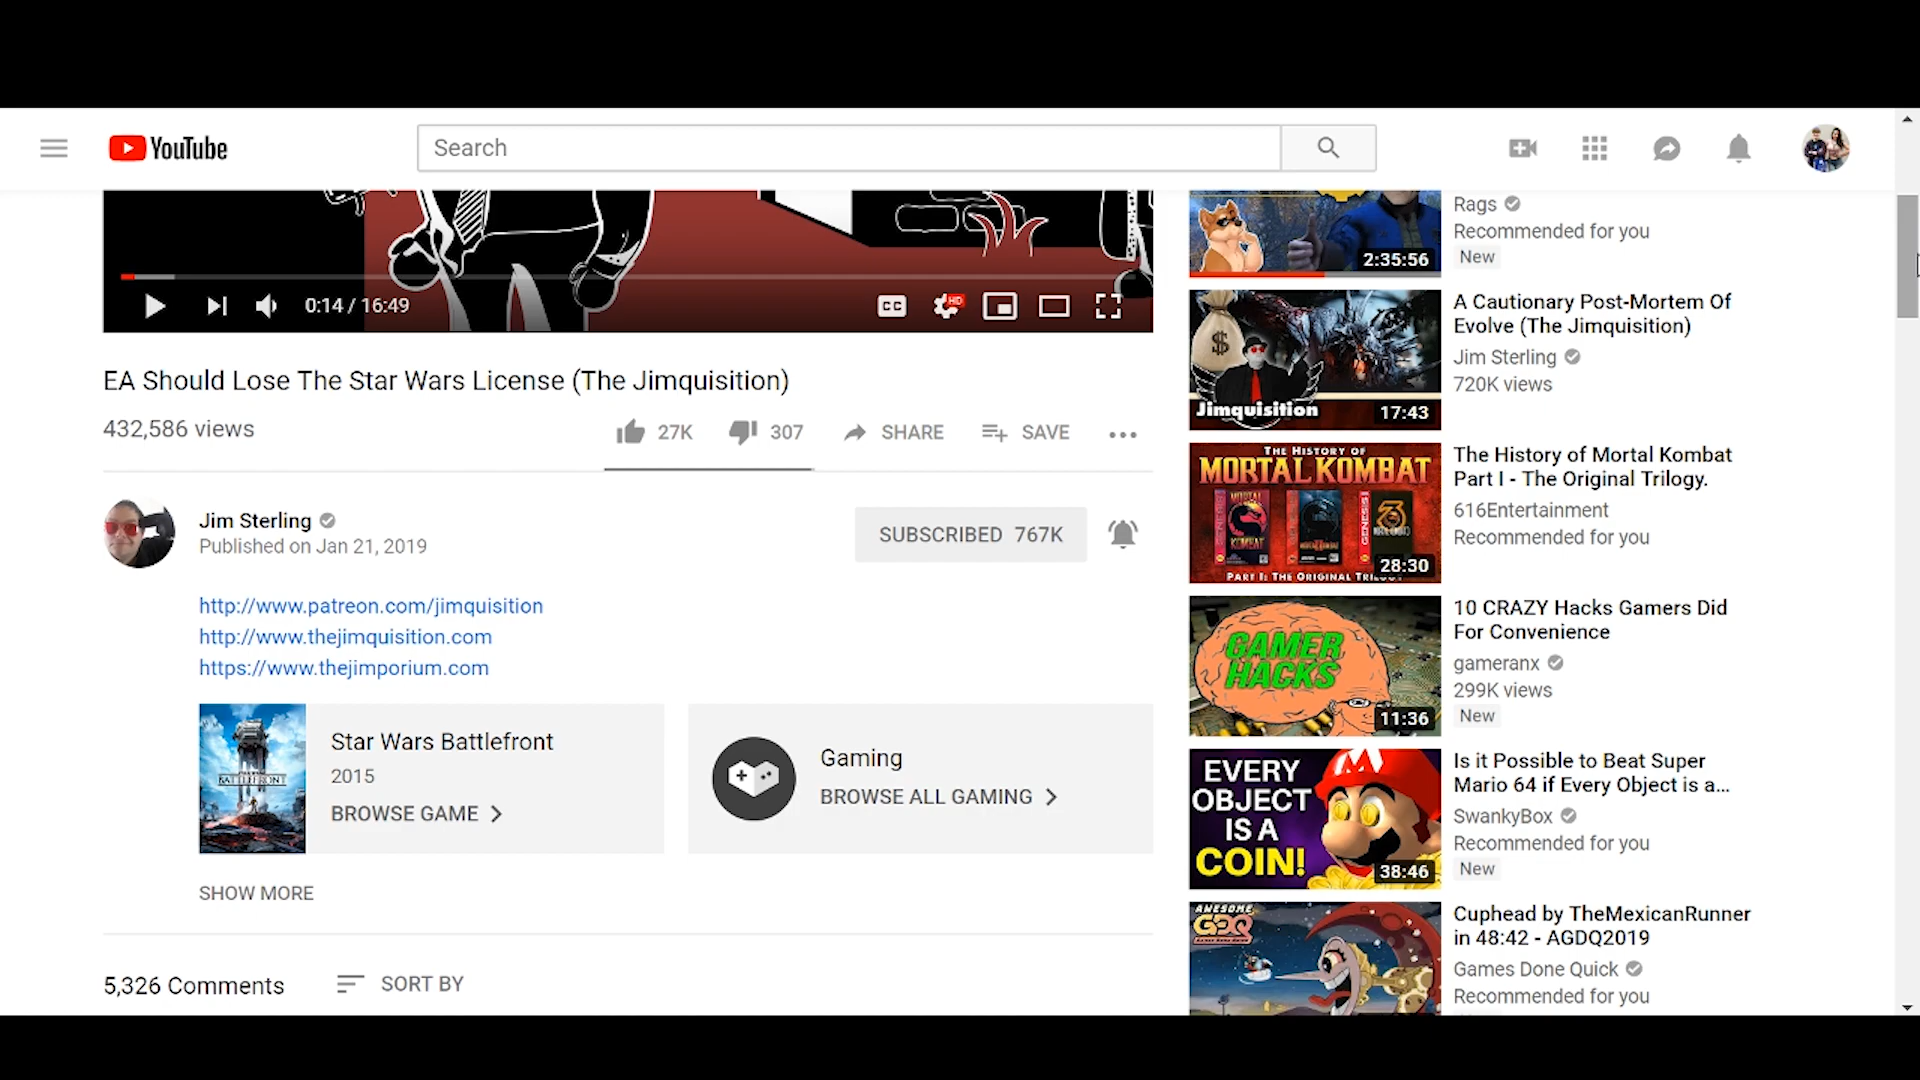 YouTube
Search
0:14 / 16:49
CC
HD
EA Should Lose The Star Wars License (The Jimquisition)
432,586 views
27K
307
SHARE
SAVE
Jim Sterling
Published on Jan 21, 2019
SUBSCRIBED 767K
http://www.patreon.com/jimquisition
http://www.thejimquisition.com
https://www.thejimporium.com
BATTLEFRONT
Star Wars Battlefront
2015
BROWSE GAME
Gaming
BROWSE ALL GAMING
SHOW MORE
5,326 Comments
SORT BY
2:35:56
Rags
Recommended for you
New
$
Jimquisition
17:43
A Cautionary Post-Mortem Of
Evolve (The Jimquisition)
Jim Sterling
720K views
THE HISTORY OF
MORTAL KOMBAT
PART I: THE ORIGINAL
28:30
The History of Mortal Kombat
Part I - The Original Trilogy.
616Entertainment
Recommended for you
GAMER
HACKS
11:36
10 CRAZY Hacks Gamers Did
For Convenience
gameranx
299K views
New
EVERY
OBJECT
IS A
COIN!
M
38:46
Is it Possible to Beat Super
Mario 64 if Every Object is a...
SwankyBox
Recommended for you
New
AWESOME
GDQ
Cuphead by TheMexicanRunner
in 48:42 - AGDQ2019
Games Done Quick
Recommended for you